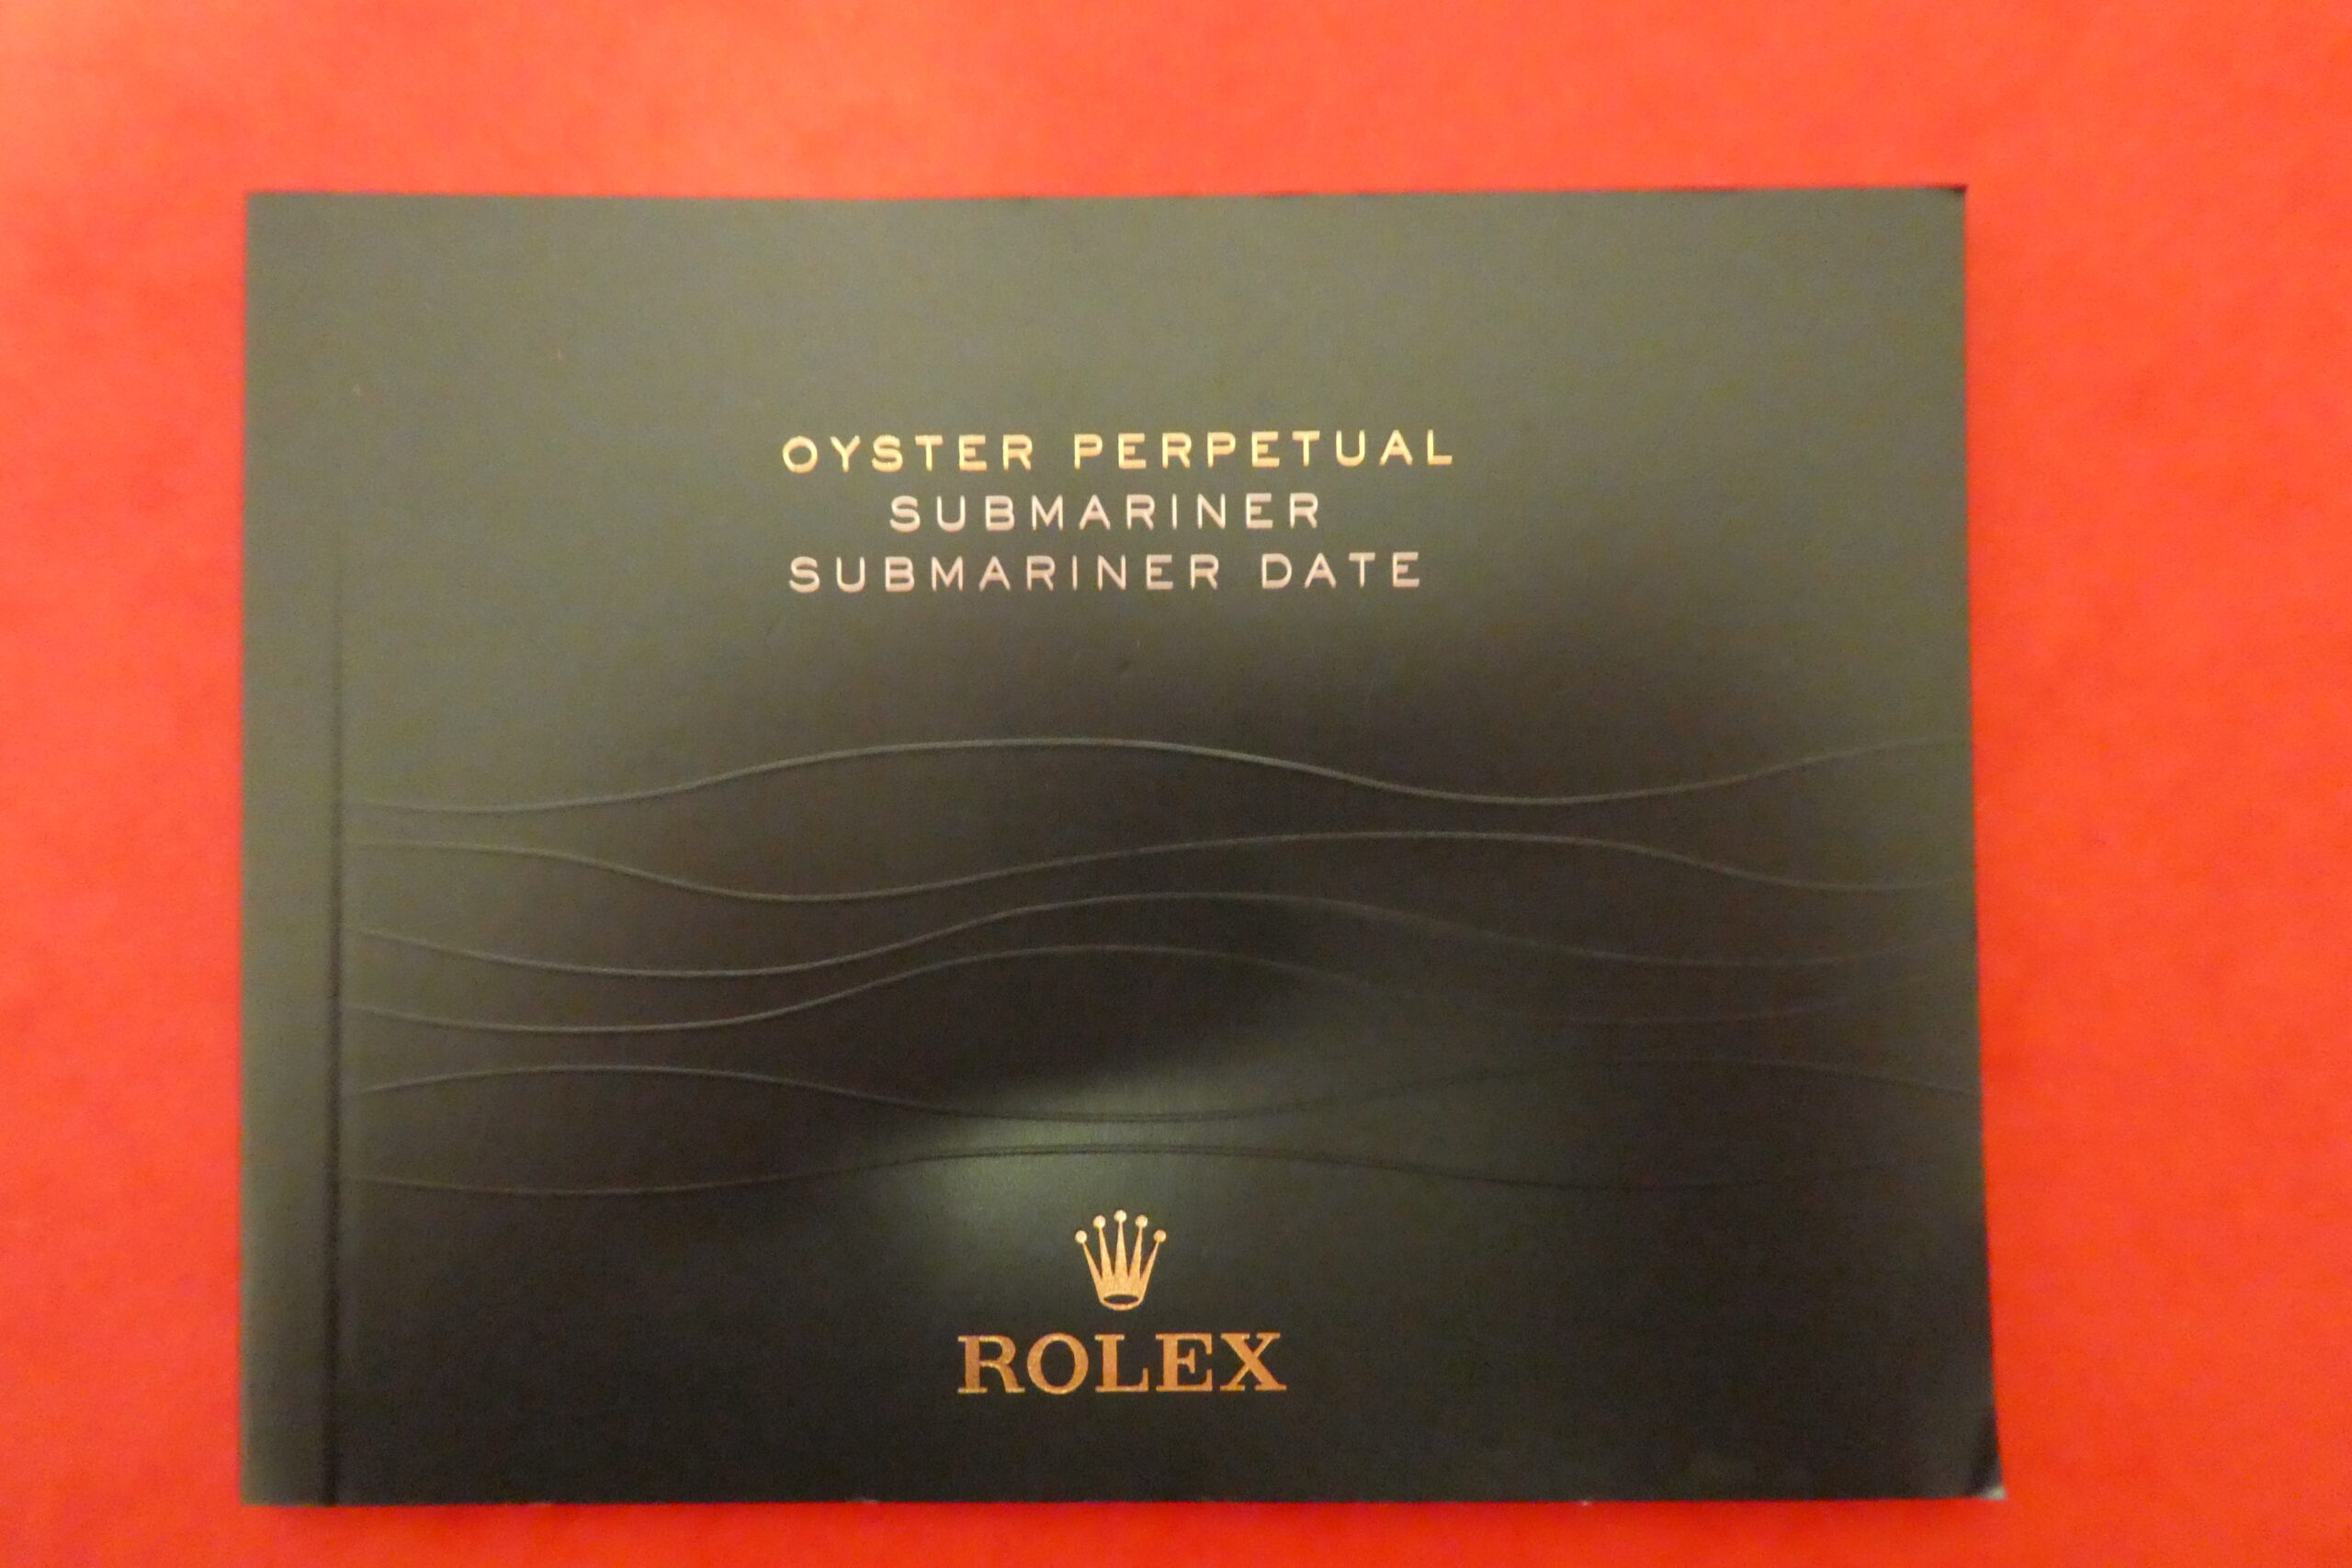 OYSTER PERPETUAL
SUBMARINER
SUBMARINER DATE
ROLEX